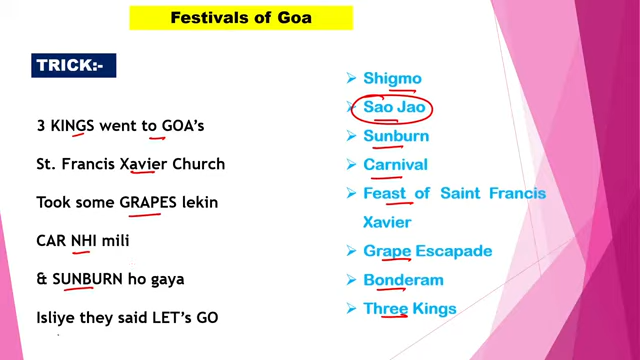 Festivals of Goa
TRICK:-
3 KINGS went to GOA's
St. Francis Xavier Church
Took some GRAPES lekin
CAR NHI mili
& SUNBURN ho gaya
Isliye they said LET's GO
Shigmo
Sao Jao
Sunburn
Carnival
Feast of Saint Francis
Xavier
Grape Escapade
Bonderam
Three Kings